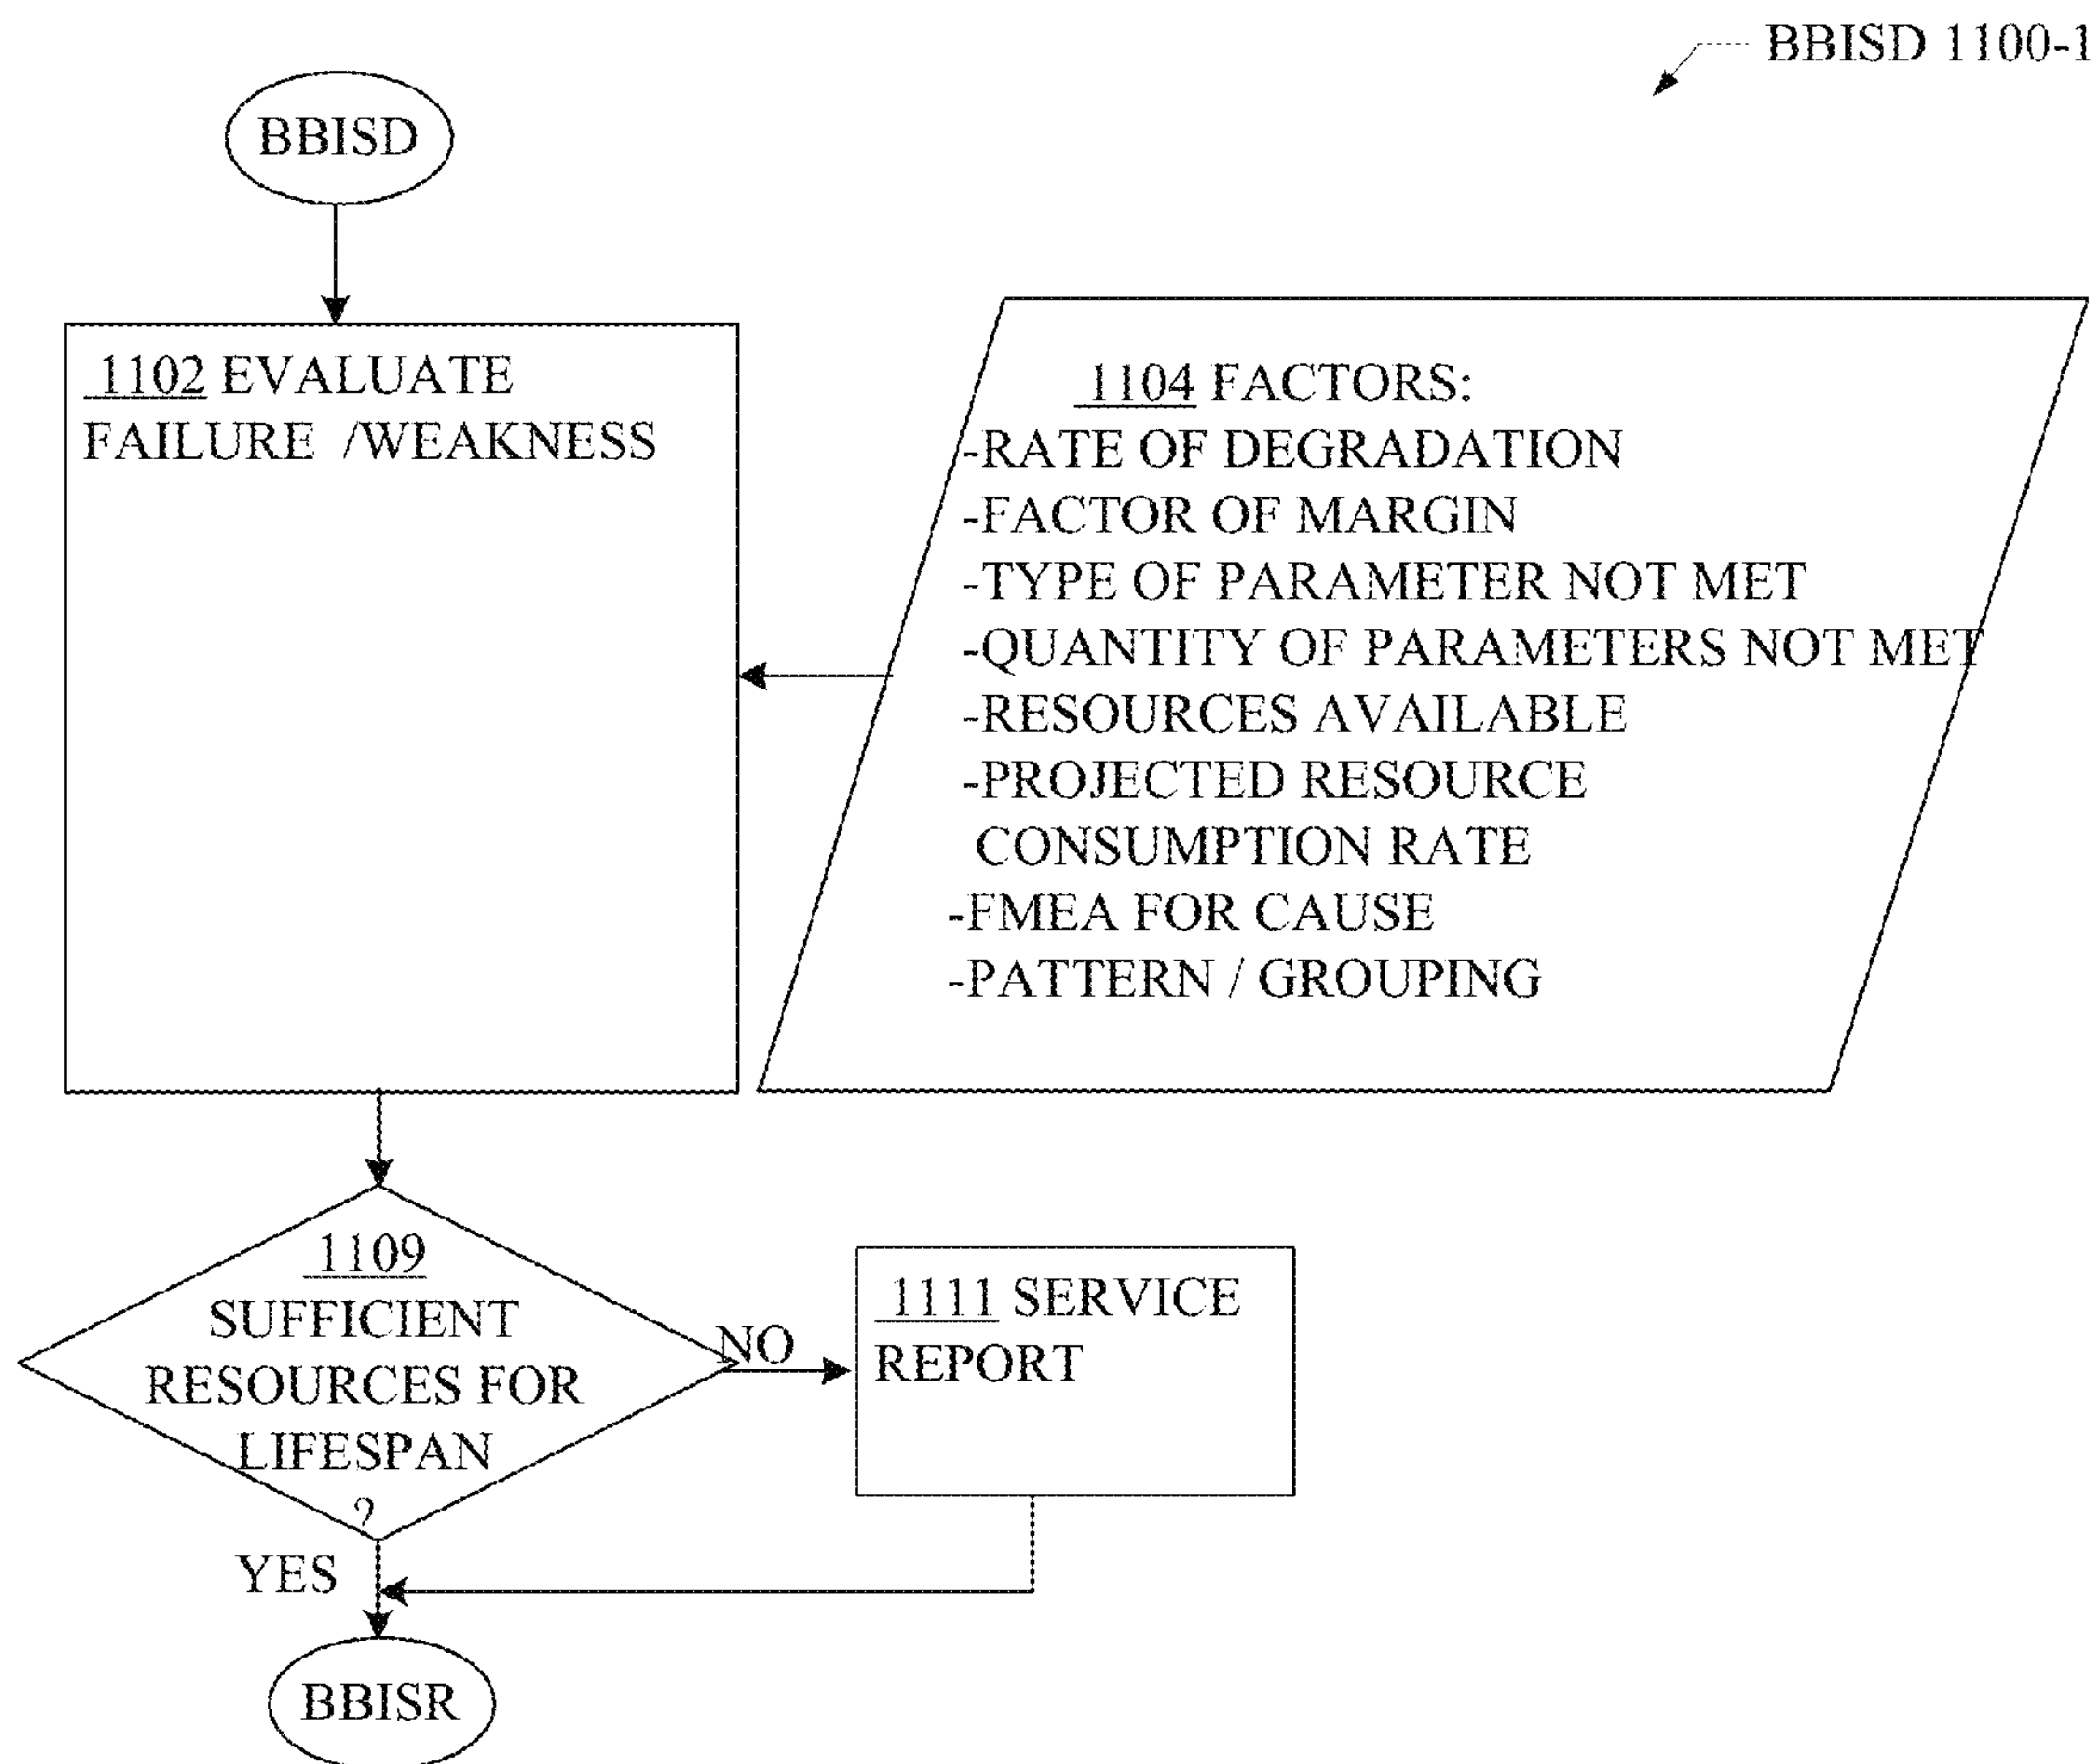 BBISD 1100-1
BBISD
1102 EVALUATE
FAILURE /WEAKNESS
1104 FACTORS:
-RATE OF DEGRADATION
-FACTOR OF MARGIN
-TYPE OF PARAMETER NOT MET
-QUANTITY OF PARAMETERS NOT MET
-RESOURCES AVAILABLE
-PROJECTED RESOURCE
CONSUMPTION RATE
-FMEA FOR CAUSE
-PATTERN / GROUPING
1109
SUFFICIENT
RESOURCES FOR
LIFESPAN
?
NO
1111 SERVICE
REPORT
YES
BBISR